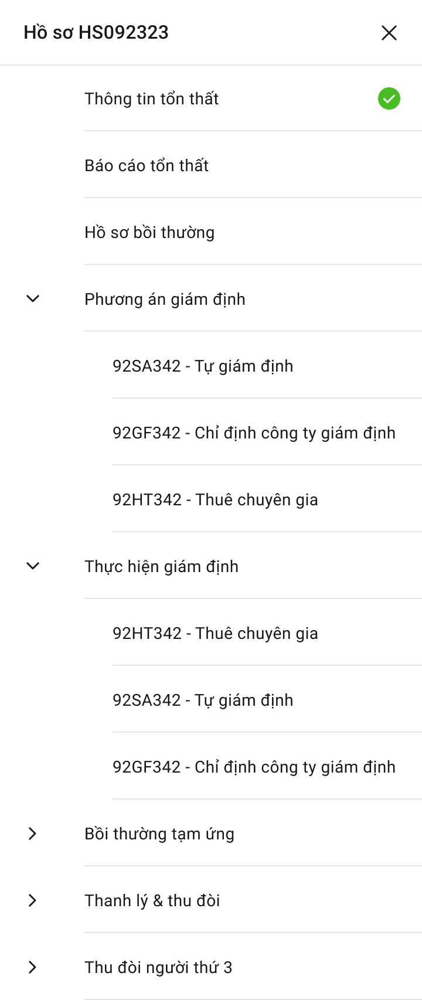 Hồ sơ HS092323
Thông tin tổn thất
Báo cáo tổn thất
Hồ sơ bồi thường
Phương án giám định
92SA342 - Tự giám định
92GF342 - Chỉ định công ty giám định
92HT342 - Thuê chuyên gia
Thực hiện giám định
92HT342 - Thuê chuyên gia
92SA342 - Tự giám định
92GF342 - Chỉ định công ty giám định
Bồi thường tạm ứng
Thanh lý & thu đòi
Thu đòi người thứ 3